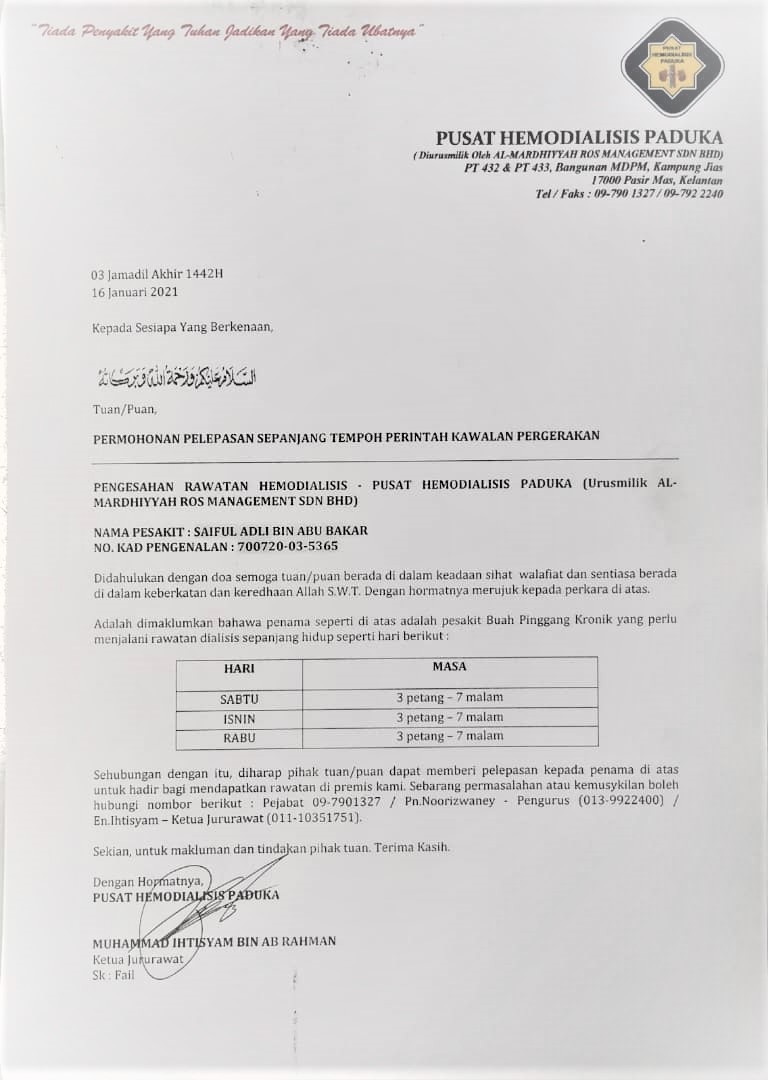 "Tiada Penyakit Yang Tuhan Jadikan Yang Tiada Ubatnya"
PUSAT
HEMODIALISIS
PADUKA
PUSAT HEMODIALISIS PADUKA
( Diurusmilik Oleh AL-MARDHIYYAH ROS MANAGEMENT SDN BHD)
PT 432 & PT 433, Bangunan MDPM, Kampung Jias
17000 Pasir Mas, Kelantan
Tel / Faks : 09-790 1327 / 09-792 2240
03 Jamadil Akhir 1442H
16 Januari 2021
Kepada Sesiapa Yang Berkenaan,
السلام عليكم ورحمة الله وبركاته
Tuan/Puan,
PERMOHONAN PELEPASAN SEPANJANG TEMPOH PERINTAH KAWALAN PERGERAKAN
PENGESAHAN RAWATAN HEMODIALISIS - PUSAT HEMODIALISIS PADUKA (Urusmilik AL-
MARDHIYYAH ROS MANAGEMENT SDN BHD)
NAMA PESAKIT : SAIFUL ADLI BIN ABU BAKAR
NO. KAD PENGENALAN : 700720-03-5365
Didahulukan dengan doa semoga tuan/puan berada di dalam keadaan sihat walafiat dan sentiasa berada
di dalam keberkatan dan keredhaan Allah S.W.T. Dengan hormatnya merujuk kepada perkara di atas.
Adalah dimaklumkan bahawa penama seperti di atas adalah pesakit Buah Pinggang Kronik yang perlu
menjalani rawatan dialisis sepanjang hidup seperti hari berikut :
HARI MASA
SABTU 3 petang – 7 malam
ISNIN 3 petang – 7 malam
RABU 3 petang – 7 malam
Sehubungan dengan itu, diharap pihak tuan/puan dapat memberi pelepasan kepada penama di atas
untuk hadir bagi mendapatkan rawatan di premis kami. Sebarang permasalahan atau kemusykilan boleh
hubungi nombor berikut : Pejabat 09-7901327 / Pn.Noorizwaney - Pengurus (013-9922400) /
En.Ihtisyam – Ketua Jururawat (011-10351751).
Sekian, untuk makluman dan tindakan pihak tuan. Terima Kasih.
Dengan Hormatnya,
PUSAT HEMODIALISIS PADUKA
MUHAMMAD IHTISYAM BIN AB RAHMAN
Ketua Jururawat
Sk : Fail